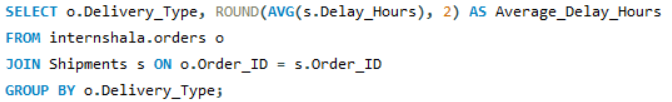 SELECT o.Delivery_Type, ROUND(AVG(s.Delay_Hours), 2) AS Average_Delay_Hours
FROM internshala.orders o
JOIN Shipments s ON o.Order_ID = s.Order_ID
GROUP BY o.Delivery_Type;